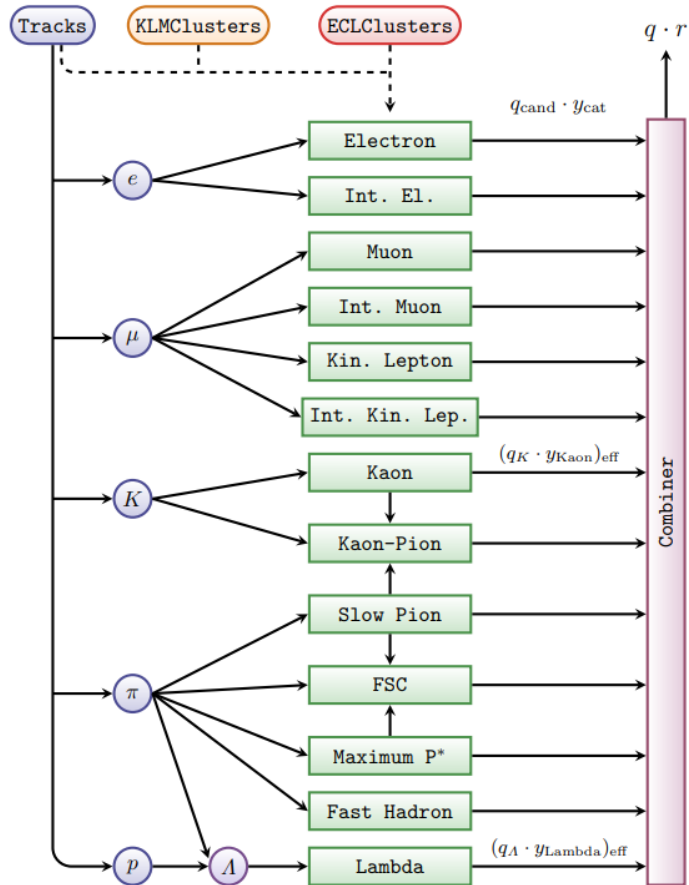 Tracks KLMClusters ECLClusters
q · r
q_cand · y_cat
Electron
e
Int. El.
Muon
Int. Muon
μ
Kin. Lepton
Int. Kin. Lep.
(q_K · y_Kaon)_eff
Kaon
K
Kaon-Pion
Combiner
Slow Pion
π
FSC
Maximum P*
Fast Hadron
(q_Λ · y_Lambda)_eff
p Λ Lambda